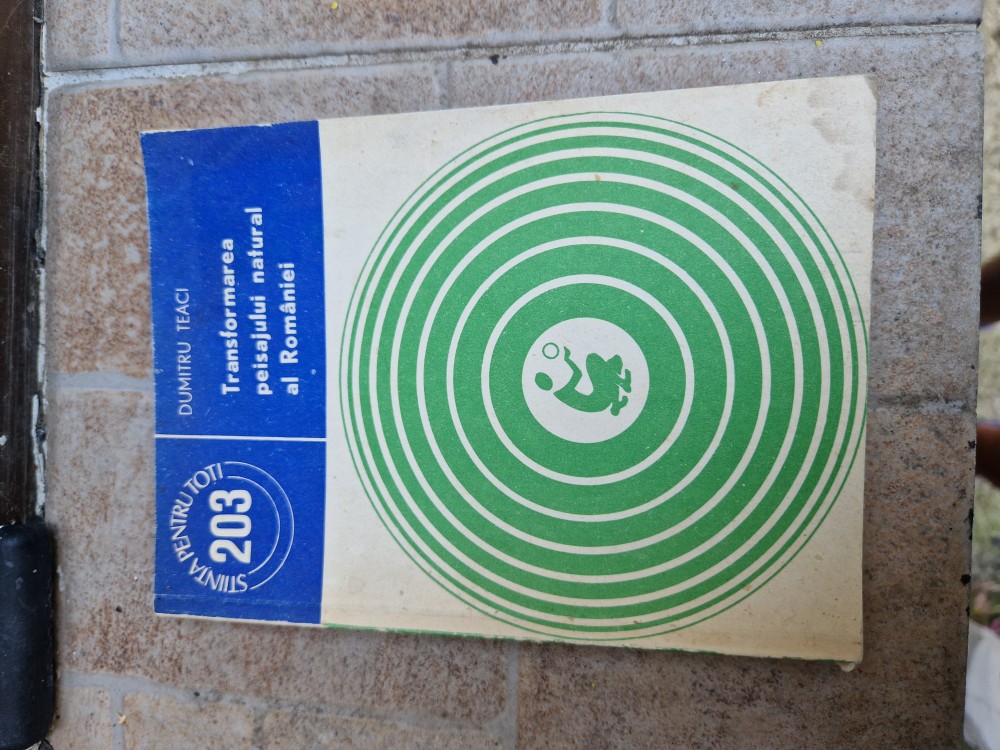 ȘTIINȚA PENTRU TOȚI
203
DUMITRU TEACI
Transformarea
peisajului natural
al României